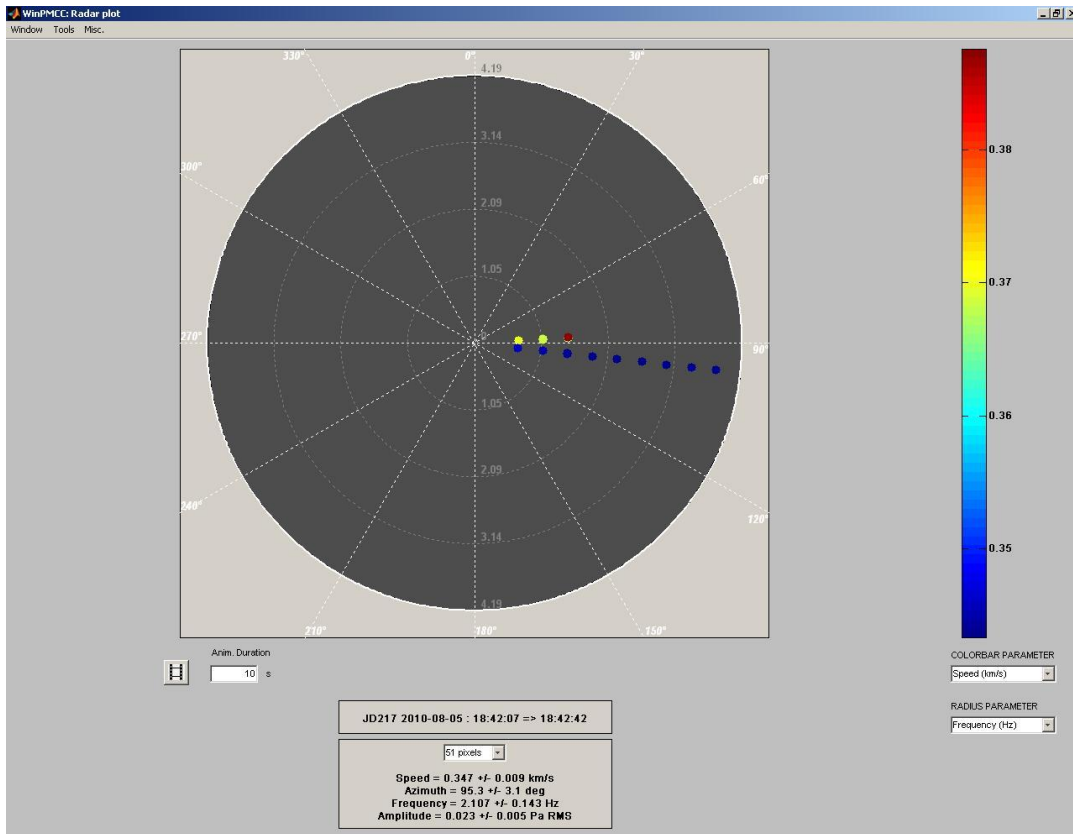 WinPMCC: Radar plot
Window Tools Misc.
330° 0° 30°
4.19
3.14
300° 60°
2.09
1.05
0
270° 90°
1.05
2.09
240° 120°
3.14
4.19
210° 180° 150°
0.38
0.37
0.36
0.35
Anim. Duration
10 s
COLORBAR PARAMETER
Speed (km/s)
RADIUS PARAMETER
Frequency (Hz)
JD217 2010-08-05 : 18:42:07 => 18:42:42
51 pixels
Speed = 0.347 +/- 0.009 km/s
Azimuth = 95.3 +/- 3.1 deg
Frequency = 2.107 +/- 0.143 Hz
Amplitude = 0.023 +/- 0.005 Pa RMS